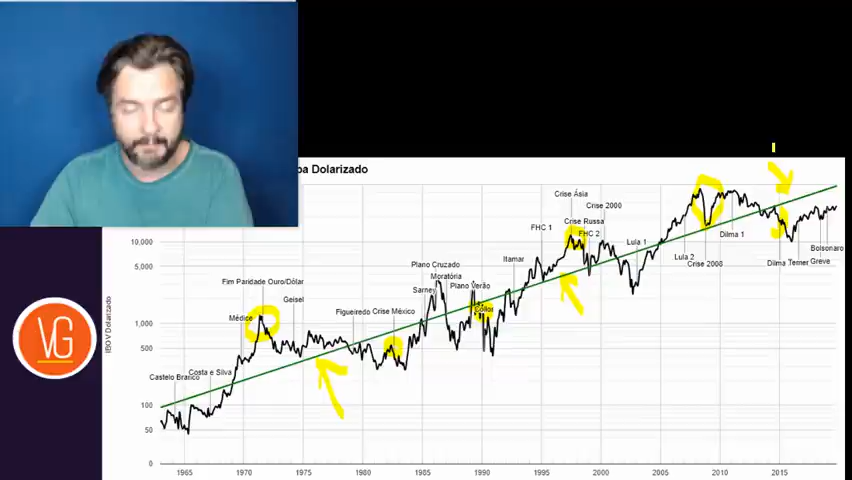 pa Dolarizado
Crise Ásia
Crise 2000
FHC 1
Crise Russa
FHC 2
Lula 1
Dilma 1
Bolsonaro
Lula 2
Crise 2008
Dilma Temer Greve
Itamar
Plano Cruzado
Moratória
Plano Verão
Sarney
Collor
Fim Paridade Ouro/Dólar
Geisel
Médice
Figueiredo Crise México
Castelo Branco
Costa e Silva
10,000
5,000
1,000
500
100
50
0
IBOV Dolarizado
VG
1965 1970 1975 1980 1985 1990 1995 2000 2005 2010 2015